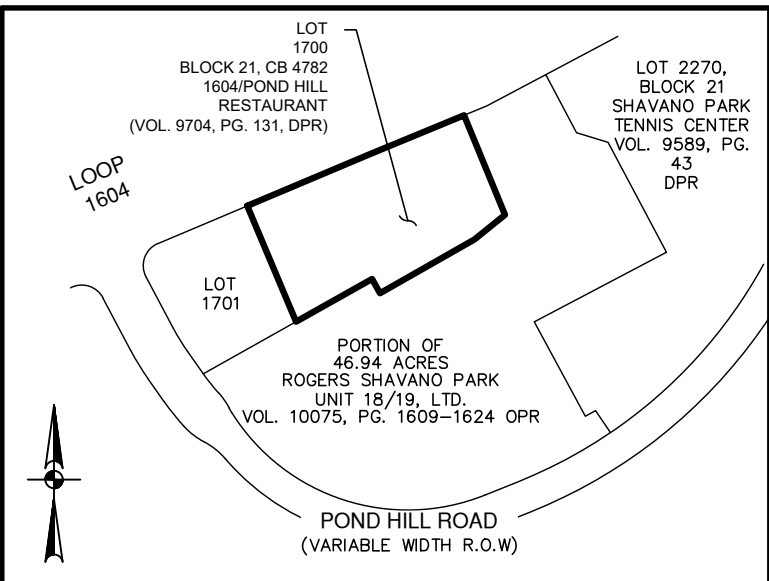 LOT
1700
BLOCK 21, CB 4782
1604/POND HILL
RESTAURANT
(VOL. 9704, PG. 131, DPR)
LOT 2270,
BLOCK 21
SHAVANO PARK
TENNIS CENTER
VOL. 9589, PG.
43
DPR
LOOP
1604
LOT
1701
PORTION OF
46.94 ACRES
ROGERS SHAVANO PARK
UNIT 18/19, LTD.
VOL. 10075, PG. 1609–1624 OPR
POND HILL ROAD
(VARIABLE WIDTH R.O.W)